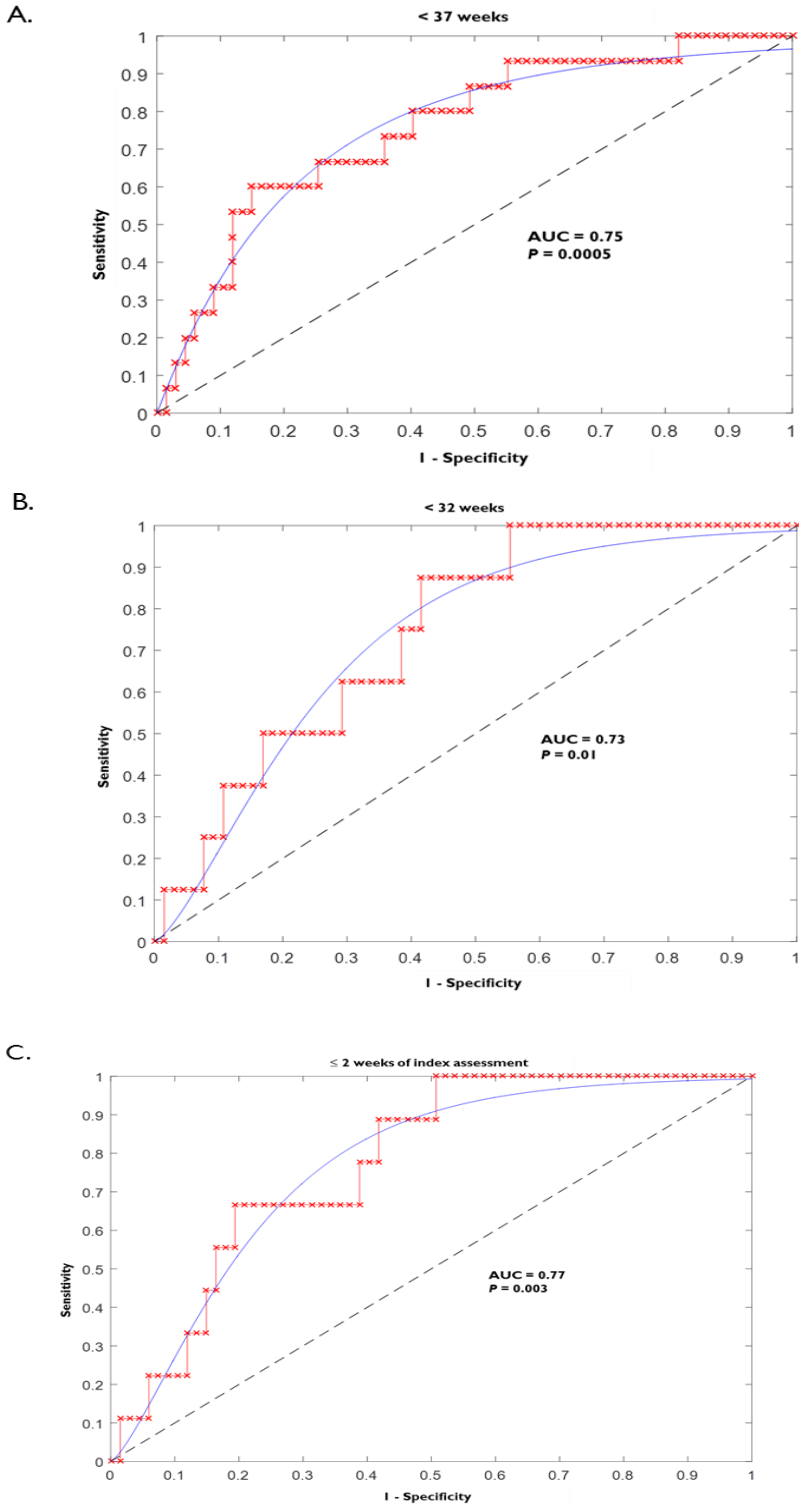 A.
< 37 weeks
1
0.9
0.8
0.7
0.6
0.5
0.4
0.3
0.2
0.1
0
Sensitivity
AUC = 0.75
P = 0.0005
0 0.1 0.2 0.3 0.4 0.5 0.6 0.7 0.8 0.9 1
1 - Specificity
B.
< 32 weeks
1
0.9
0.8
0.7
0.6
0.5
0.4
0.3
0.2
0.1
0
Sensitivity
AUC = 0.73
P = 0.01
0 0.1 0.2 0.3 0.4 0.5 0.6 0.7 0.8 0.9 1
1 - Specificity
C.
≤ 2 weeks of index assessment
1
0.9
0.8
0.7
0.6
0.5
0.4
0.3
0.2
0.1
0
Sensitivity
AUC = 0.77
P = 0.003
0 0.1 0.2 0.3 0.4 0.5 0.6 0.7 0.8 0.9 1
1 - Specificity